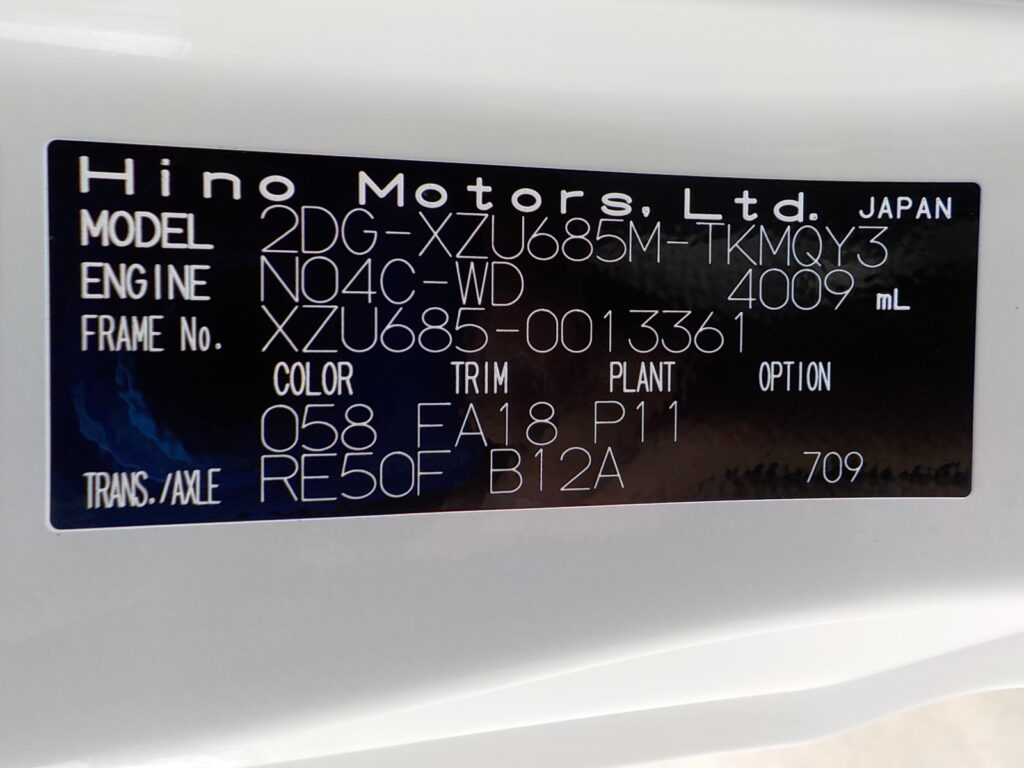 Hino Motors, Ltd. JAPAN
MODEL 2DG-XZU685M-TKMQY3
ENGINE N04C-WD 4009 mL
FRAME No. XZU685-0013361
COLOR TRIM PLANT OPTION
058 FA18 P11
TRANS./AXLE RE50F B12A 709